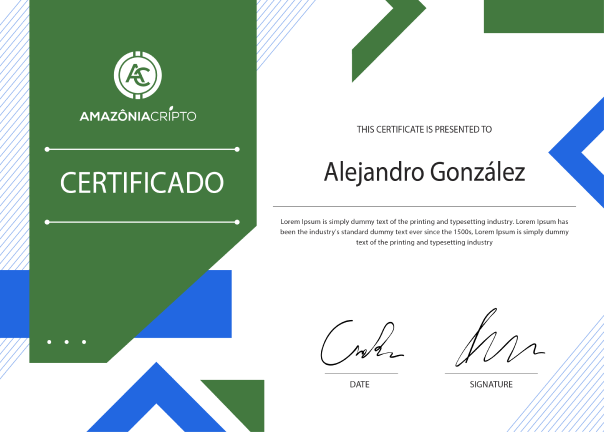 AC
AMAZÔNIACRIPTO
CERTIFICADO
THIS CERTIFICATE IS PRESENTED TO
Alejandro González
Lorem Ipsum is simply dummy text of the printing and typesetting industry. Lorem Ipsum has
been the industry's standard dummy text ever since the 1500s, Lorem Ipsum is simply dummy
text of the printing and typesetting industry
DATE
SIGNATURE